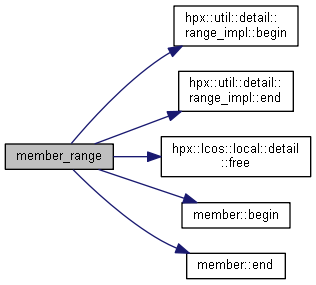 hpx::util::detail::
range_impl::begin
hpx::util::detail::
range_impl::end
member_range
hpx::lcos::local::detail
::free
member::begin
member::end